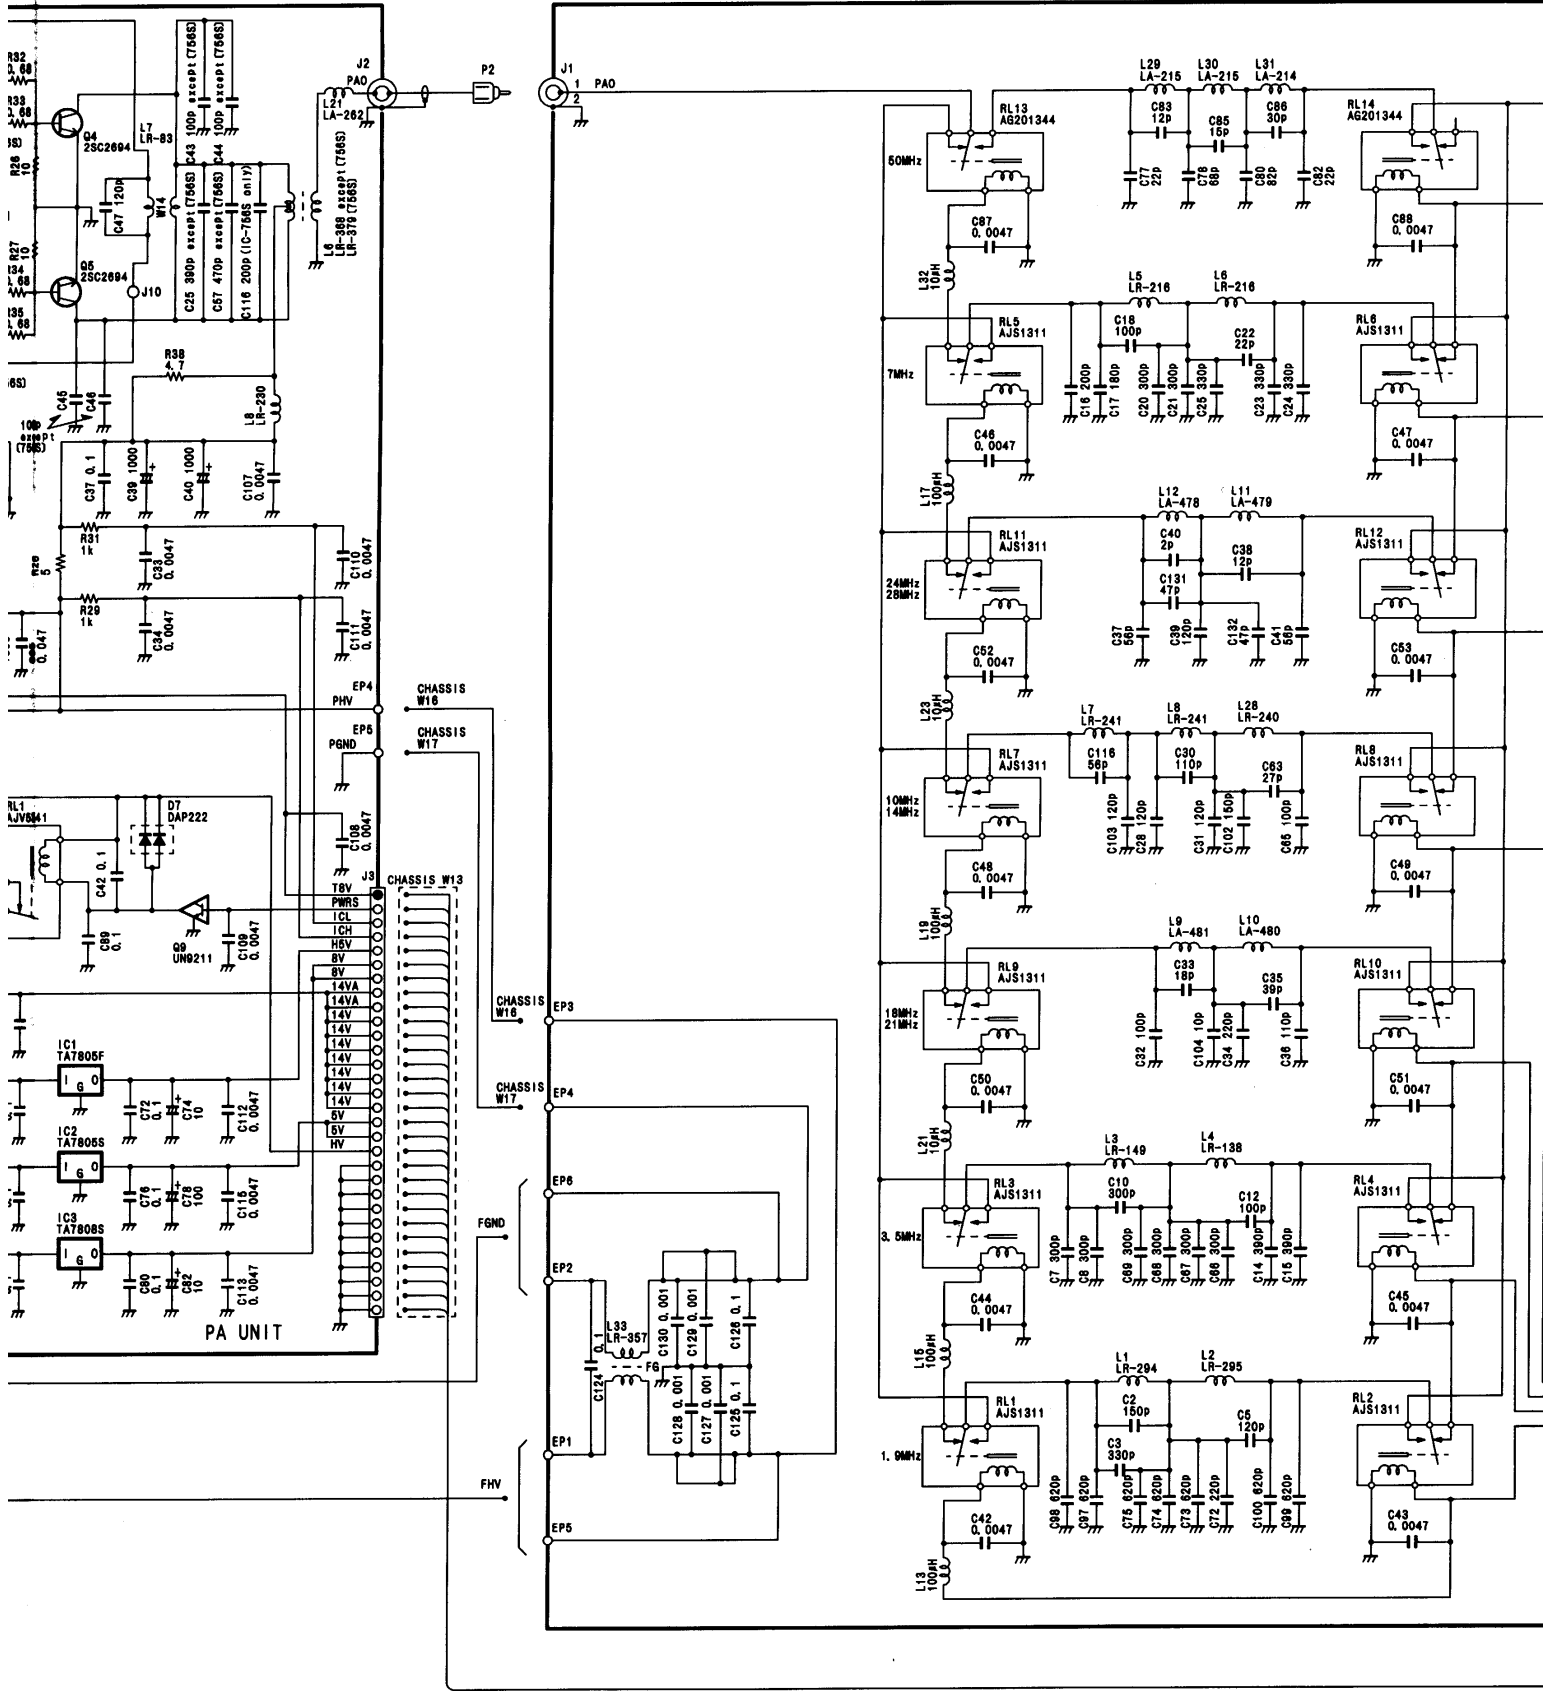 R32
0.68
R33
0.68
R26
10
R27
10
R34
0.68
R35
0.68
Q4
2SC2694
Q5
2SC2694
L7
LR-83
C47 120p
W14
J10
C43 100p except (756S)
C44 100p except (756S)
C25 390p except (756S)
C57 470p except (756S)
C116 200p (IC-756S only)
L6
LR-368 except (756S)
LR-379 (756S)
L21
LA-262
J2
PAO
P2
R38
4.7
L8
LR-230
C45
C46
except
(756S)
C37 0.1
C39 1000
C40 1000
C107
0.0047
R31
1k
R29
1k
C33
0.0047
C34
0.0047
C110
0.0047
C111
0.0047
EP4
PHV
CHASSIS
W16
EP5
PGND
CHASSIS
W17
RL1
D7
DAP222
C42 0.1
C89
0.1
Q9
UN9211
C109
0.0047
C108
0.0047
J3
CHASSIS W13
T8V
PWRS
ICL
ICH
H5V
8V
8V
14VA
14VA
14V
14V
14V
14V
14V
14V
14V
5V
5V
HV
IC1
TA7805F
I G O
C72
0.1
C74
10
C112
0.0047
IC2
TA7805S
I G O
C76
0.1
C78
100
C115
0.0047
IC3
TA7808S
I G O
C80
0.1
C82
10
C113
0.0047
PA UNIT
J1
1
2
PAO
CHASSIS
W16
EP3
CHASSIS
W17
EP4
EP6
FGND
EP2
EP1
FHV
EP5
L33
LR-357
C124 0.1
FG
C130 0.001
C129 0.001
C126 0.1
C128 0.001
C127 0.001
C125 0.1
50MHz
RL13
AG201344
C87
0.0047
L32
10μH
L29
LA-215
L30
LA-215
L31
LA-214
C83
12p
C85
15p
C86
30p
C77
22p
C78
68p
C80
82p
C82
22p
RL14
AG201344
C88
0.0047
7MHz
RL5
AJS1311
C46
0.0047
L17
100μH
L5
LR-216
L6
LR-216
C18
100p
C22
22p
C16 200p
C17 180p
C20 300p
C21 300p
C25 330p
C23 330p
C24 330p
RL6
AJS1311
C47
0.0047
24MHz
28MHz
RL11
AJS1311
C52
0.0047
L23
10μH
L12
LA-478
L11
LA-479
C40
2p
C131
47p
C38
12p
C37
56p
C39
120p
C132
47p
C41
56p
RL12
AJS1311
C53
0.0047
10MHz
14MHz
RL7
AJS1311
C48
0.0047
L19
100μH
L7
LR-241
L8
LR-241
L28
LR-240
C116
56p
C30
110p
C63
27p
C103 120p
C28 120p
C31 120p
C102 150p
C65 100p
RL8
AJS1311
C49
0.0047
18MHz
21MHz
RL9
AJS1311
C50
0.0047
L21
10μH
L9
LA-481
L10
LA-480
C33
18p
C35
39p
C32 100p
C104 10p
C34 220p
C36 110p
RL10
AJS1311
C51
0.0047
3.5MHz
RL3
AJS1311
C44
0.0047
L15
100μH
L3
LR-149
L4
LR-138
C10
300p
C12
100p
C7 300p
C8 300p
C69 300p
C68 300p
C67 300p
C66 300p
C14 390p
C15 390p
RL4
AJS1311
C45
0.0047
1.9MHz
RL1
AJS1311
C42
0.0047
L13
100μH
L1
LR-294
L2
LR-295
C2
150p
C3
330p
C5
120p
C98 620p
C97 620p
C75 620p
C74 620p
C73 620p
C72 220p
C100 620p
C99 620p
RL2
AJS1311
C43
0.0047